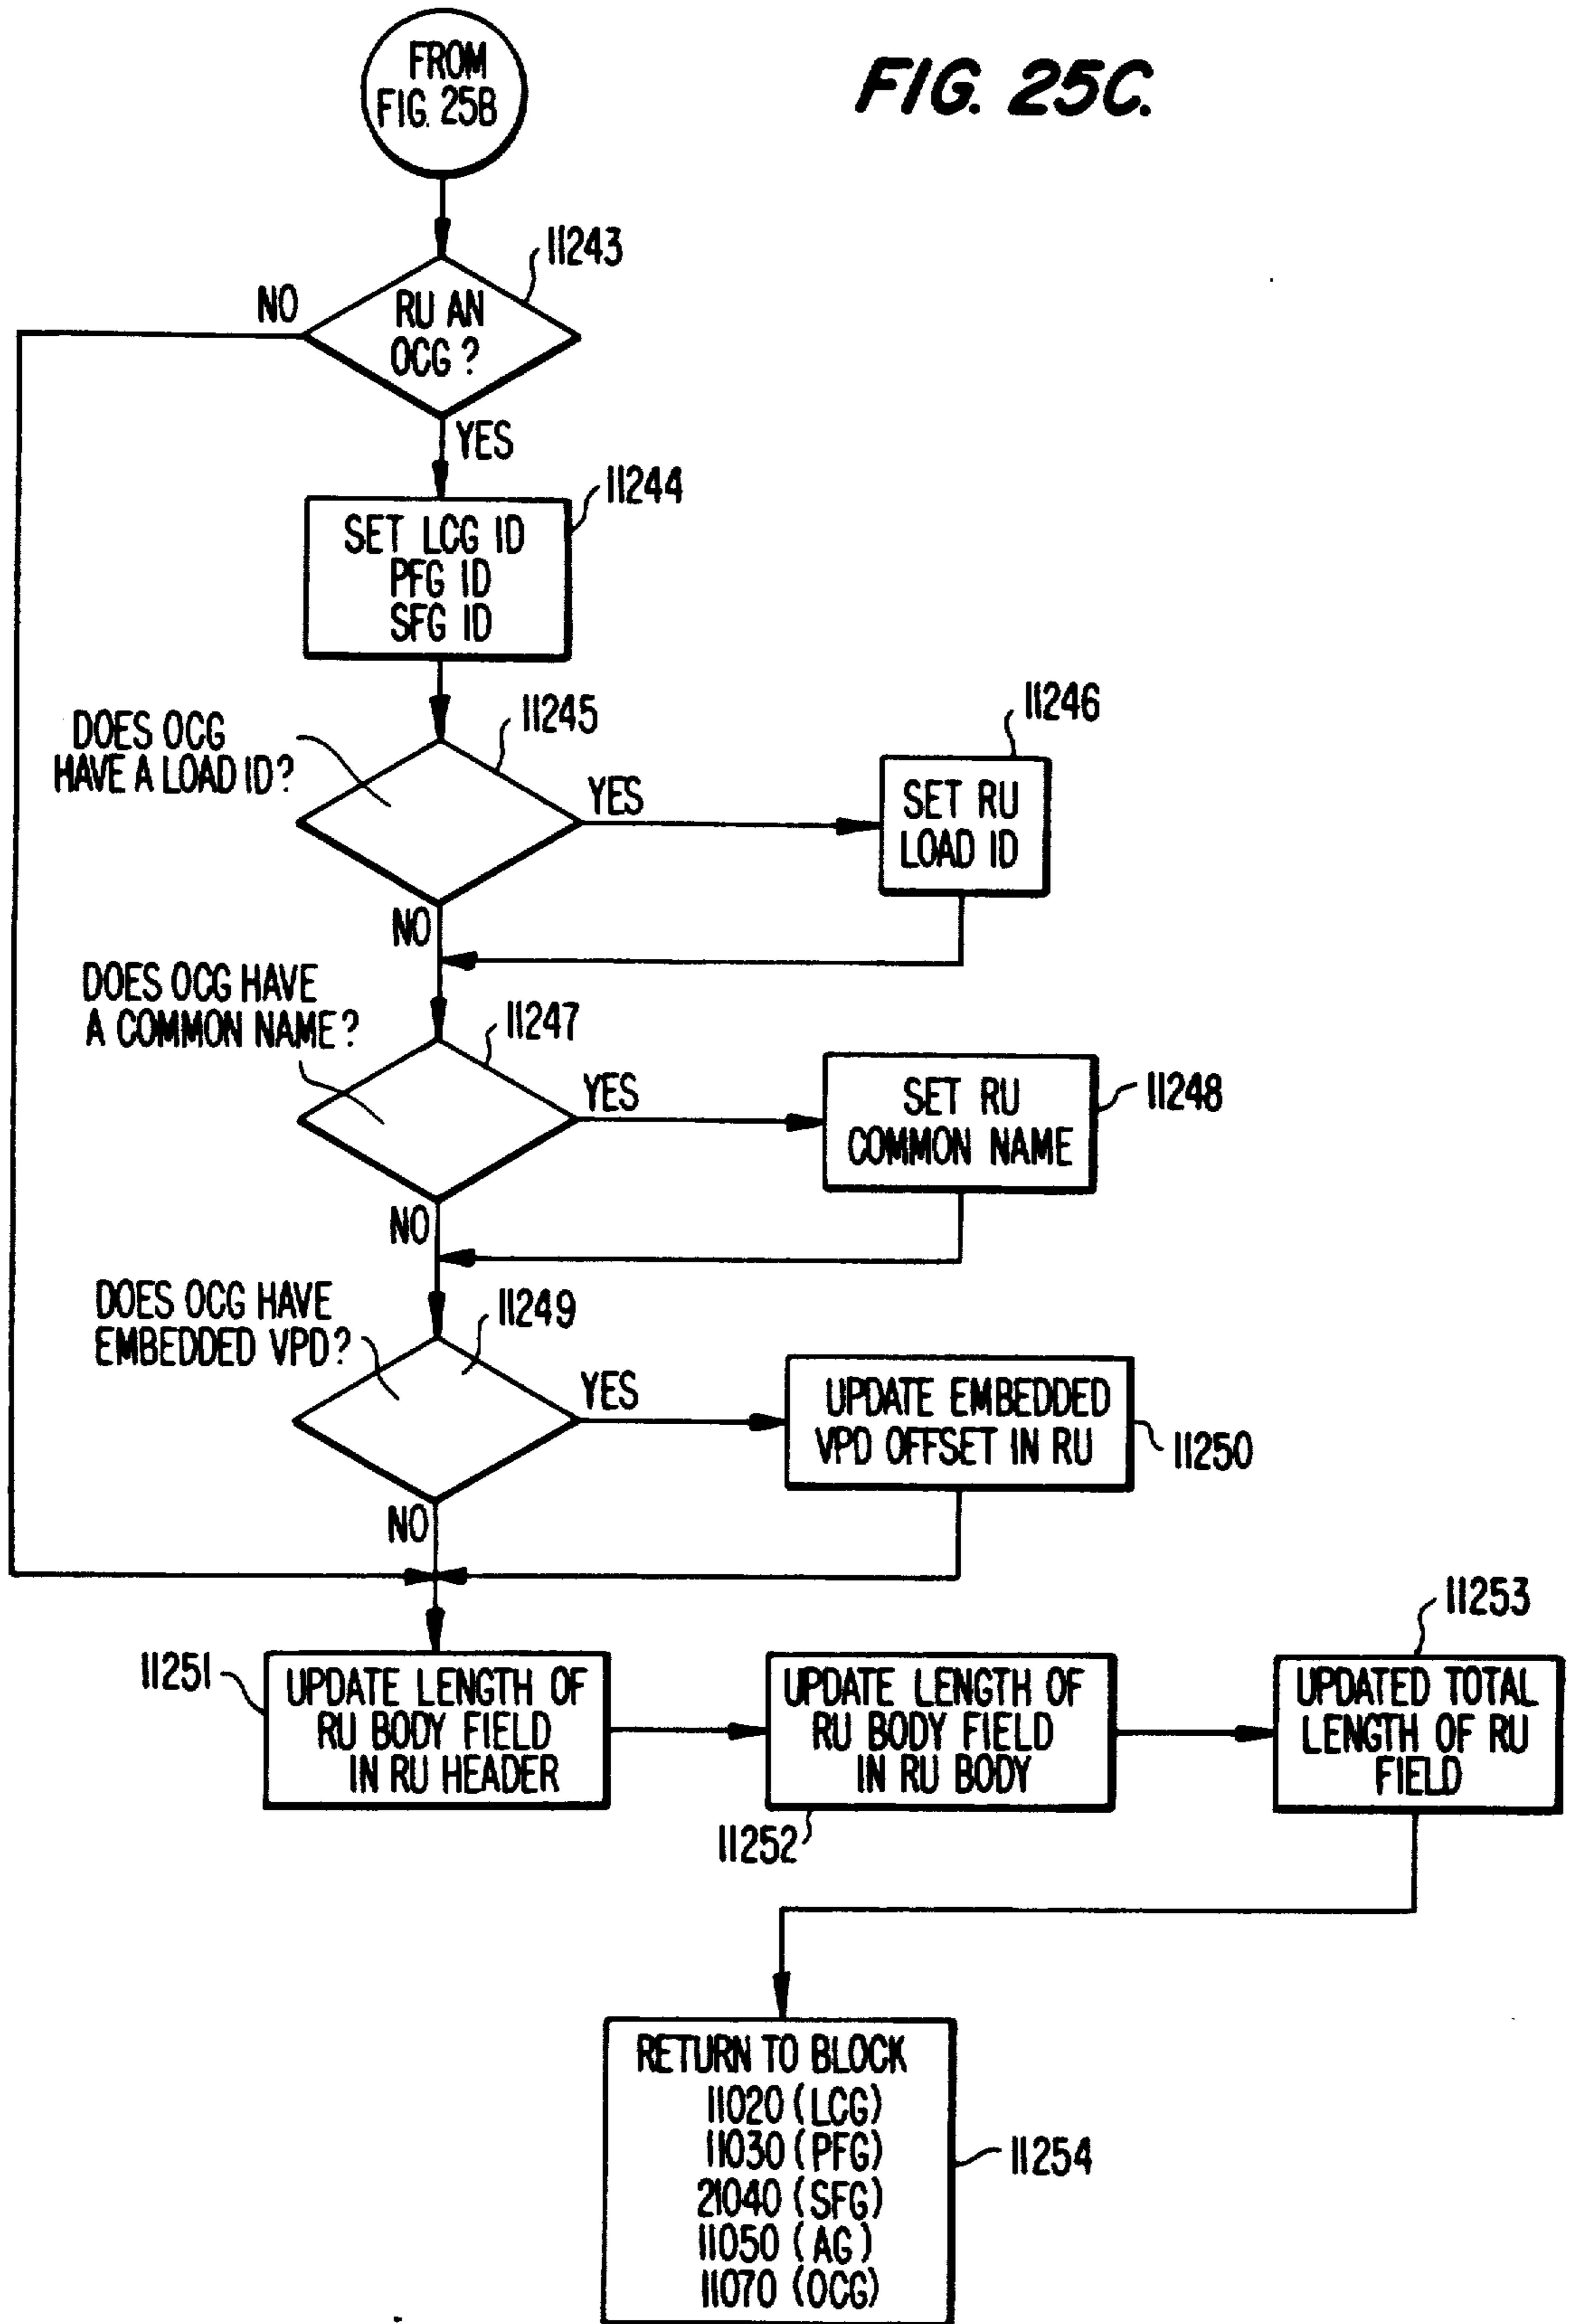 FROM
FIG. 25B
FIG. 25C.
11243
NO
RU AN
OCG?
YES
11244
SET LCG ID
PFG ID
SFG ID
DOES OCG
HAVE A LOAD ID?
11245
YES
11246
SET RU
LOAD ID
NO
DOES OCG HAVE
A COMMON NAME?
11247
YES
SET RU
COMMON NAME
11248
NO
DOES OCG HAVE
EMBEDDED VPD?
11249
YES
UPDATE EMBEDDED
VPD OFFSET IN RU
11250
NO
11251
UPDATE LENGTH OF
RU BODY FIELD
IN RU HEADER
UPDATE LENGTH OF
RU BODY FIELD
IN RU BODY
11252
11253
UPDATED TOTAL
LENGTH OF RU
FIELD
RETURN TO BLOCK
11020 (LCG)
11030 (PFG)
21040 (SFG)
11050 (AG)
11070 (OCG)
11254